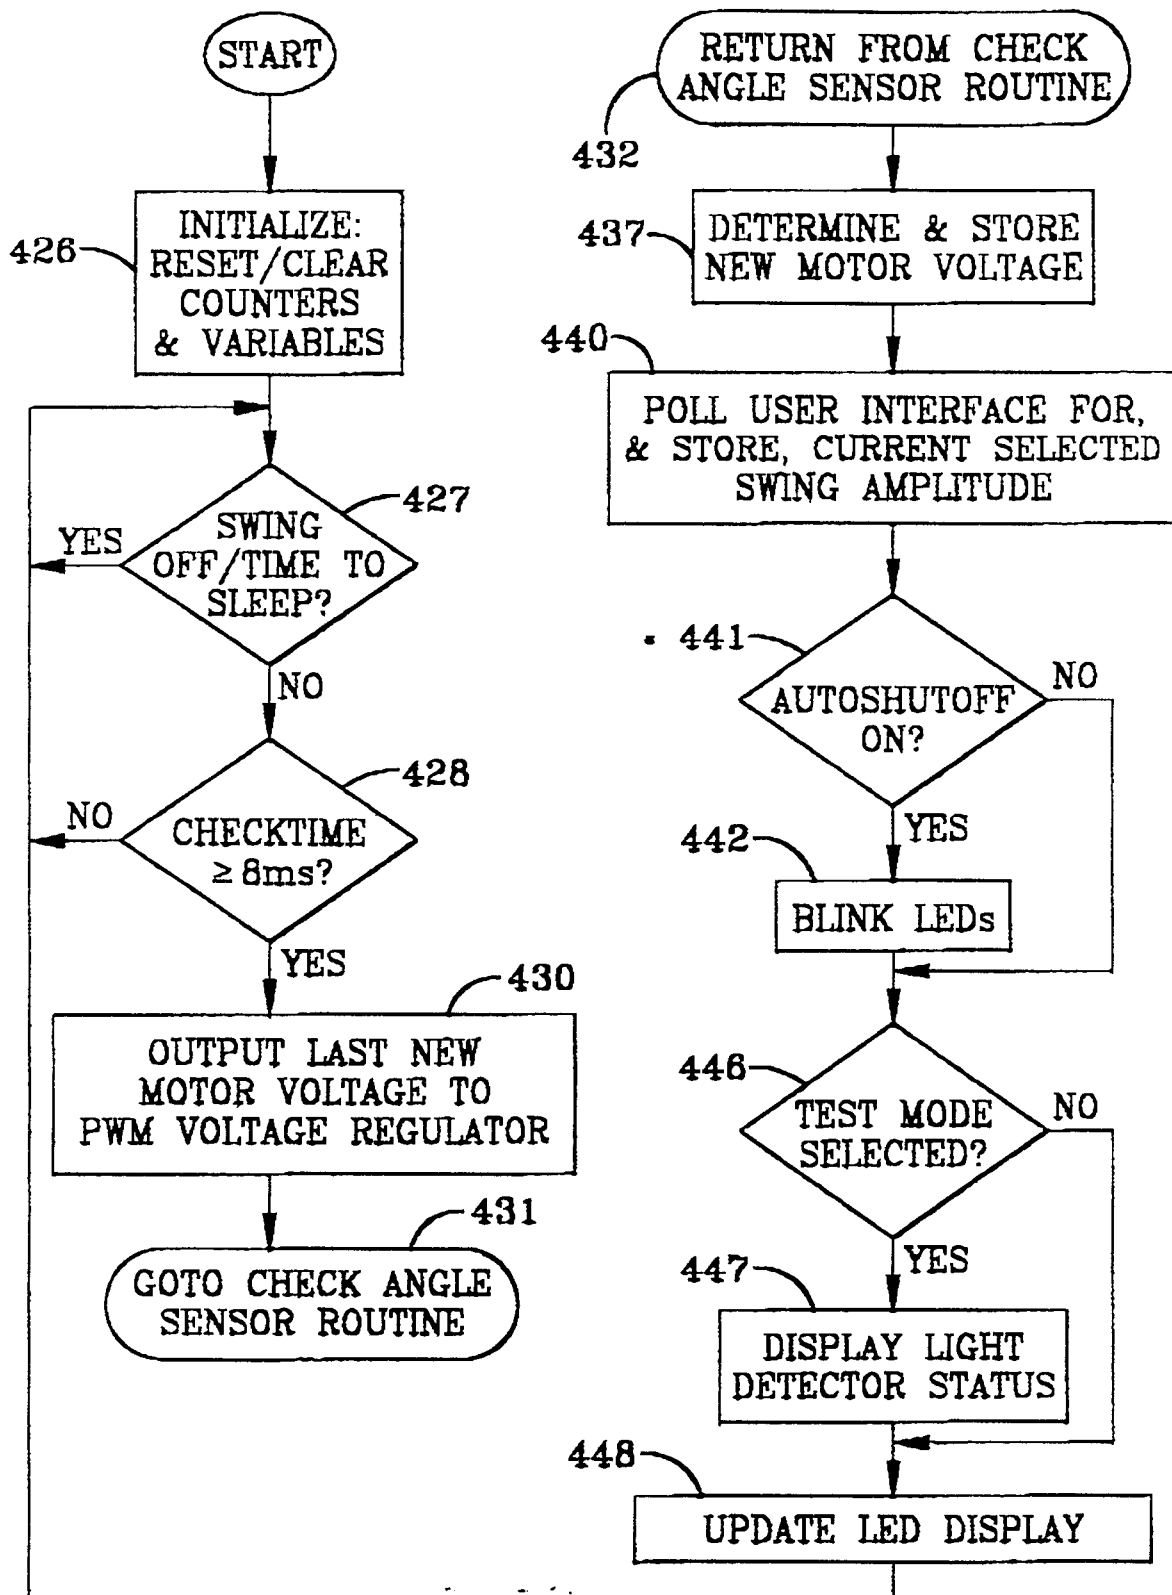 START
426
INITIALIZE:
RESET/CLEAR
COUNTERS
& VARIABLES
427
SWING
OFF/TIME TO
SLEEP?
YES
NO
428
CHECKTIME
≥ 8ms?
NO
YES
430
OUTPUT LAST NEW
MOTOR VOLTAGE TO
PWM VOLTAGE REGULATOR
431
GOTO CHECK ANGLE
SENSOR ROUTINE
RETURN FROM CHECK
ANGLE SENSOR ROUTINE
432
437
DETERMINE & STORE
NEW MOTOR VOLTAGE
440
POLL USER INTERFACE FOR,
& STORE, CURRENT SELECTED
SWING AMPLITUDE
441
AUTOSHUTOFF
ON?
NO
YES
442
BLINK LEDs
446
TEST MODE
SELECTED?
NO
YES
447
DISPLAY LIGHT
DETECTOR STATUS
448
UPDATE LED DISPLAY